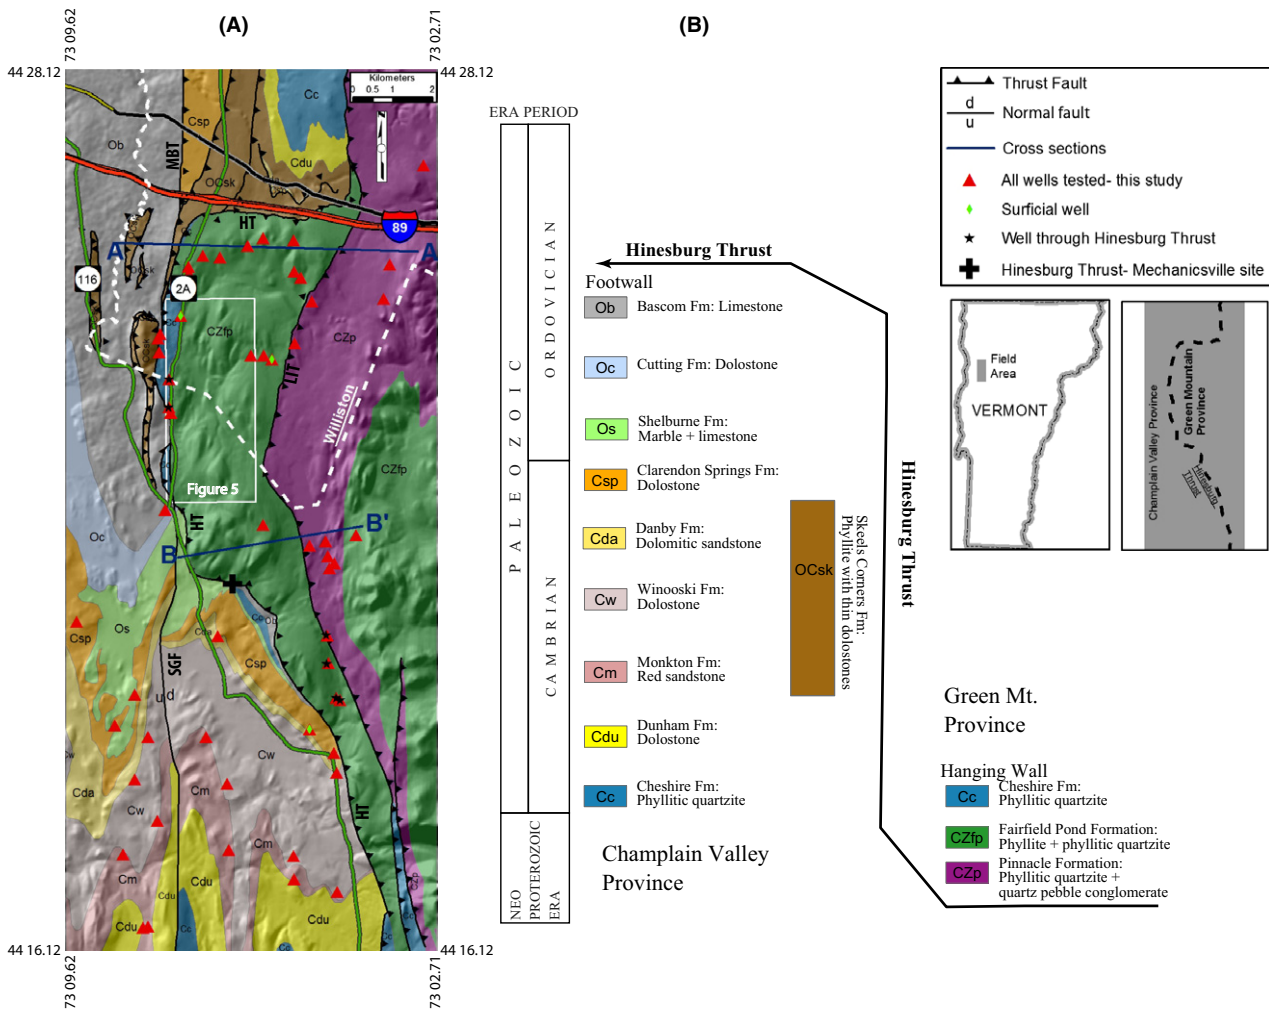 (A)
(B)
73 09.62
73 02.71
44 28.12
44 28.12
Kilometers
0 0.5 1 2
Csp
Cc
Ob
MBT
Cdu
OCsk
HT
89
A
A'
116
2A
CZfp
CZp
LIT
Williston
CZfp
Figure 5
HT
Oc
B
B'
Os
Cda
Cc
Ob
Csp
Csp
SGF
u d
Cw
Cw
Cda
Cm
Cw
HT
Cm
Cm
Cdu
Cdu
CZp
Cdu
Cdu
Cc
Cc
Cc
44 16.12
44 16.12
73 09.62
73 02.71
ERA PERIOD
PALEOZOIC
ORDOVICIAN
CAMBRIAN
NEO
PROTEROZOIC
ERA
Hinesburg Thrust
Footwall
Ob Bascom Fm: Limestone
Oc Cutting Fm: Dolostone
Os Shelburne Fm:
Marble + limestone
Csp Clarendon Springs Fm:
Dolostone
Cda Danby Fm:
Dolomitic sandstone
Cw Winooski Fm:
Dolostone
Cm Monkton Fm:
Red sandstone
Cdu Dunham Fm:
Dolostone
Cc Cheshire Fm:
Phyllitic quartzite
Champlain Valley
Province
OCsk
Skeels Corners Fm:
Phyllite with thin dolostones
Hinesburg Thrust
Thrust Fault
d
u
Normal fault
Cross sections
All wells tested- this study
Surficial well
Well through Hinesburg Thrust
Hinesburg Thrust- Mechanicsville site
Field
Area
VERMONT
Champlain Valley Province
Green Mountain
Province
Hinesburg
Thrust
Green Mt.
Province
Hanging Wall
Cc Cheshire Fm:
Phyllitic quartzite
CZfp Fairfield Pond Formation:
Phyllite + phyllitic quartzite
CZp Pinnacle Formation:
Phyllitic quartzite +
quartz pebble conglomerate